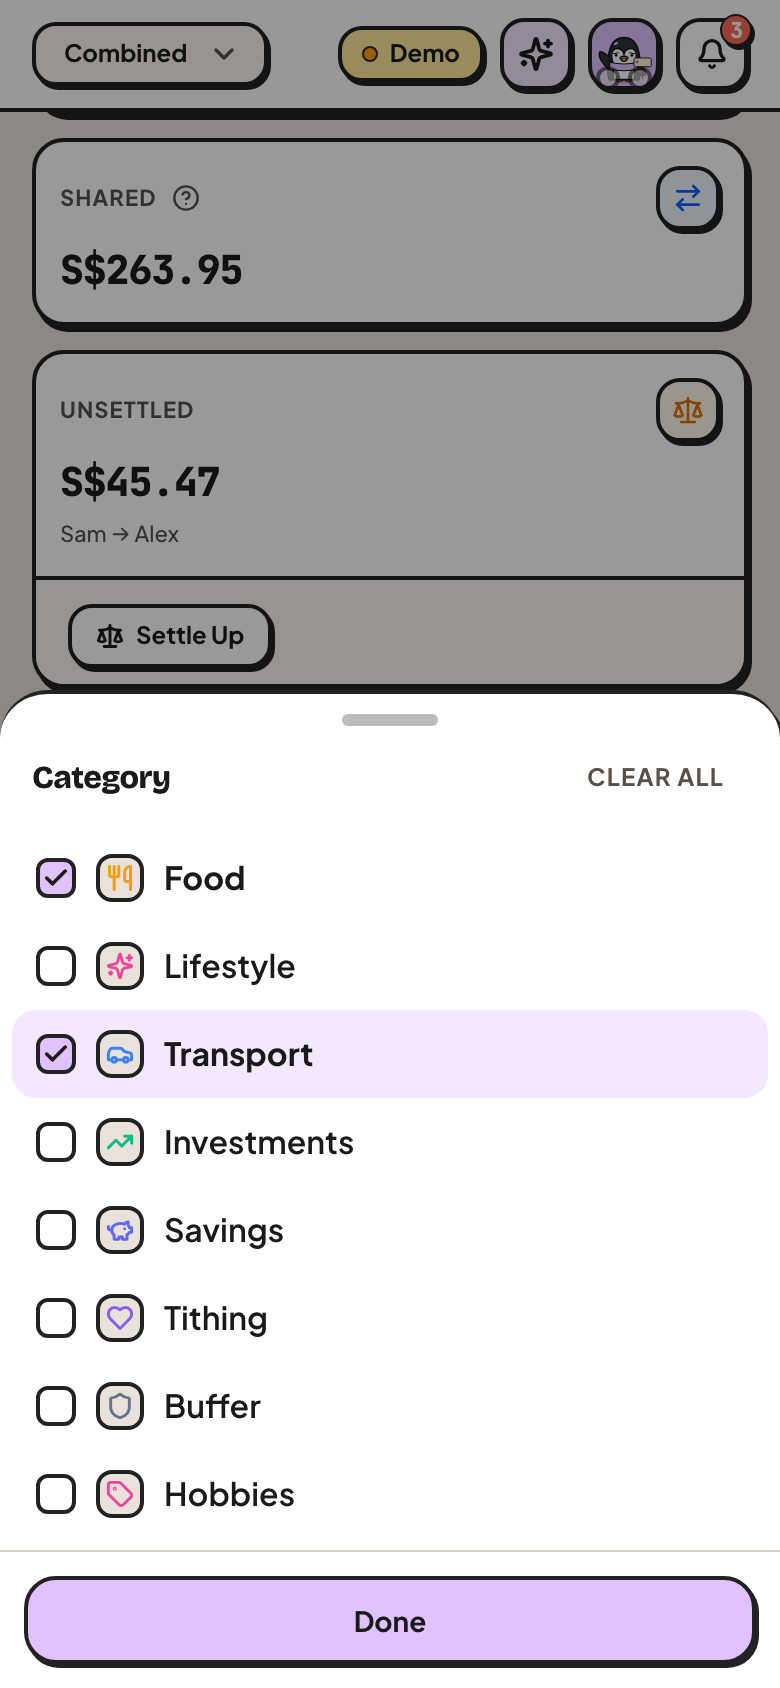 Combined
Demo
3
SHARED
S$263.95
UNSETTLED
S$45.47
Sam → Alex
Settle Up
Category
CLEAR ALL
Food
Lifestyle
Transport
Investments
Savings
Tithing
Buffer
Hobbies
Done